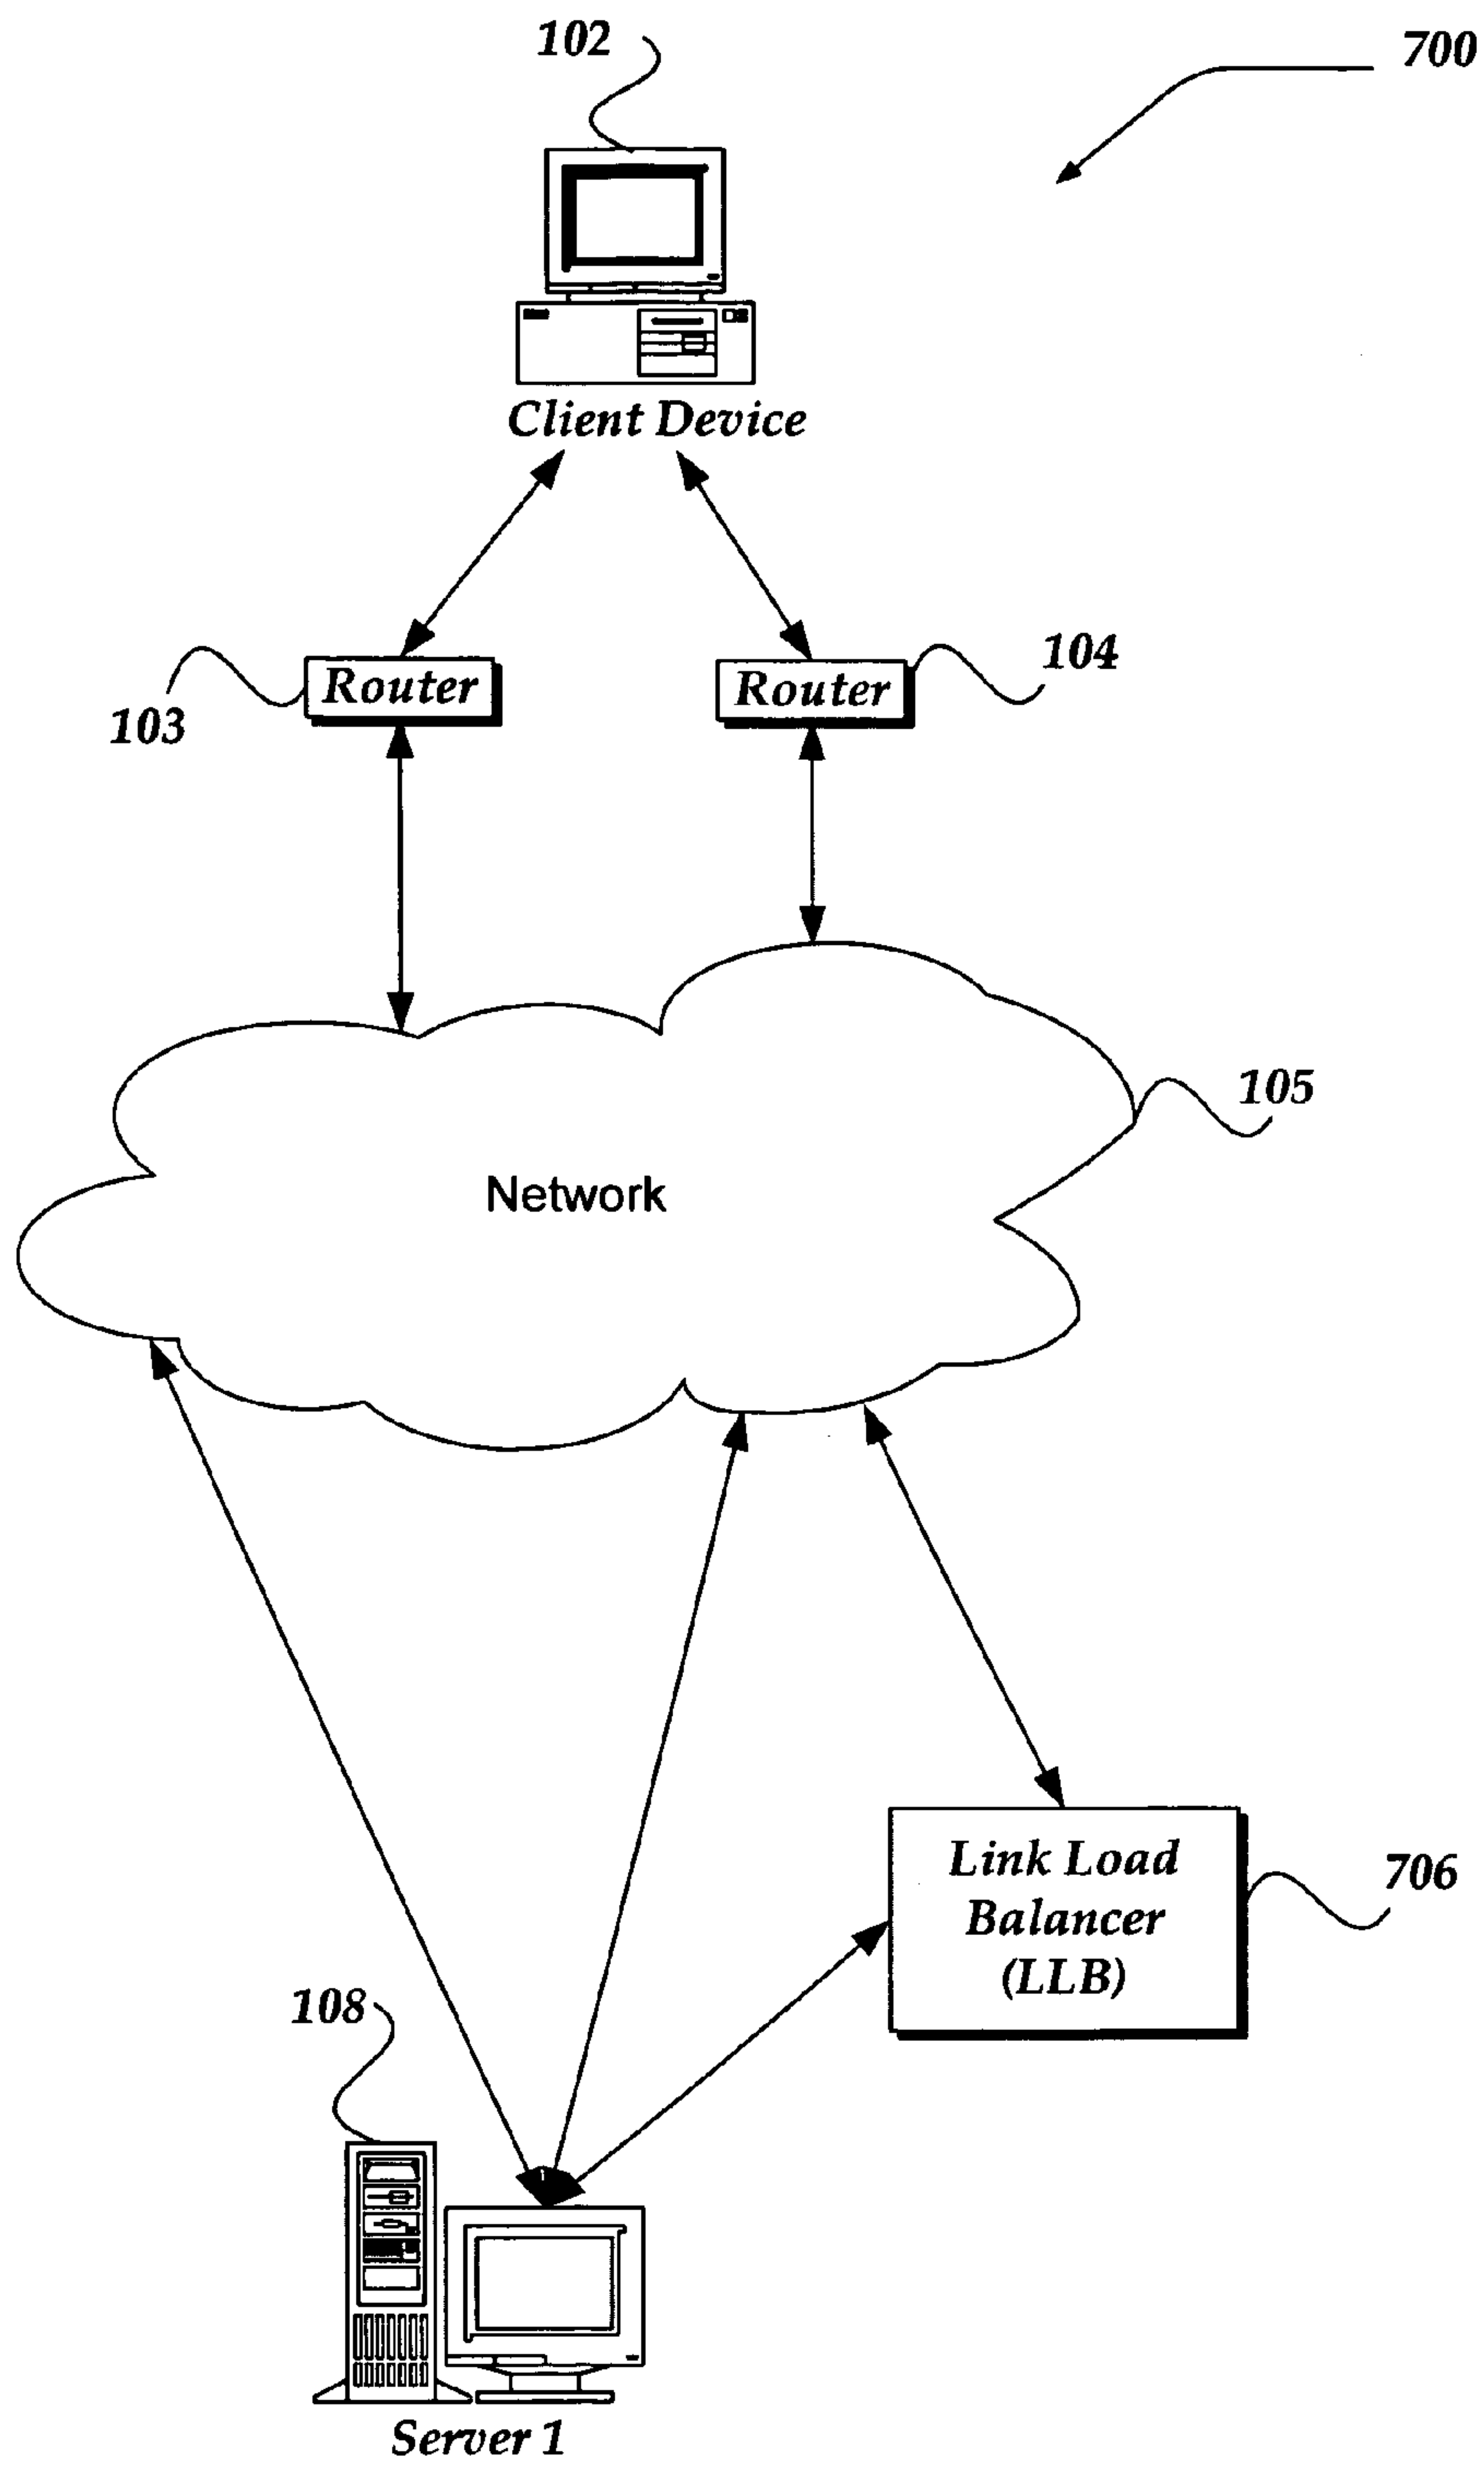 102
700
Client Device
Router
104
Router
103
105
Network
Link Load
Balancer
(LLB)
706
108
Server 1